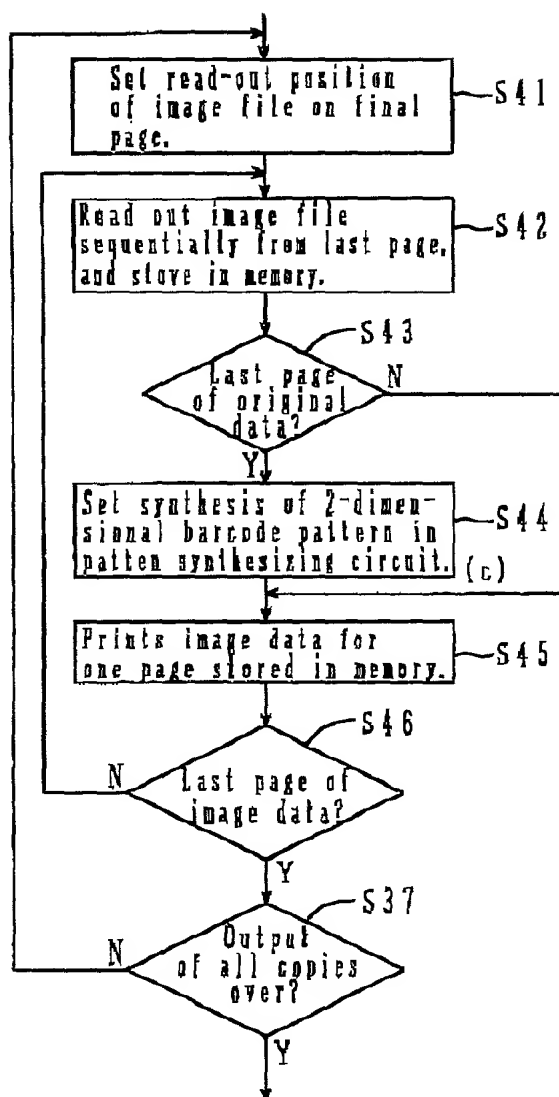 Set read-out position
of image file on final
page.
S41
Read out image file
sequentially from last page,
and stove in memory.
S42
S43
Last page
of original
data?
N
Y
Set synthesis of 2-dimen-
sional barcode pattern in
patten synthesizing circuit.
S44
(c)
Prints image data for
one page stored in memory.
S45
S46
N
Last page of
image data?
Y
S37
N
Output
of all copies
over?
Y